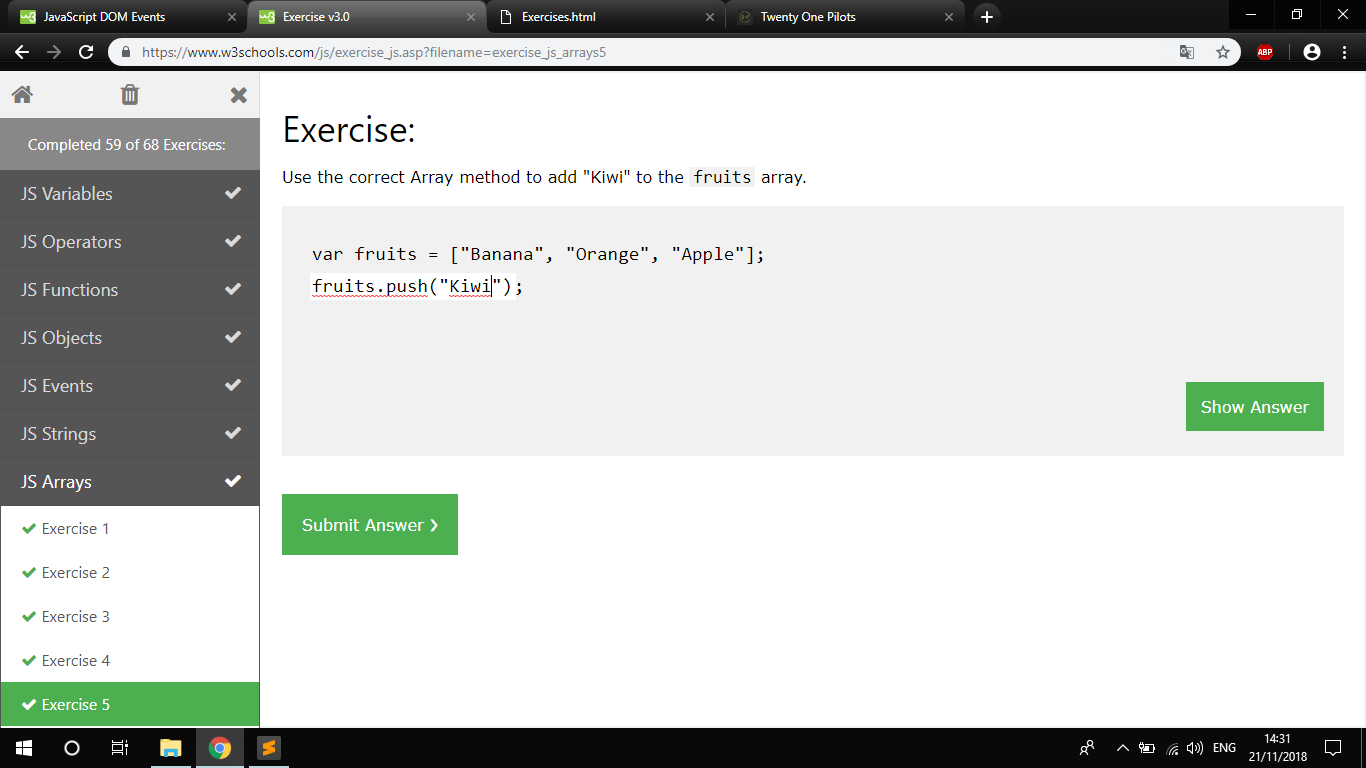 JavaScript DOM Events
Exercise v3.0
Exercises.html
Twenty One Pilots
https://www.w3schools.com/js/exercise_js.asp?filename=exercise_js_arrays5
ABP
Completed 59 of 68 Exercises:
JS Variables
JS Operators
JS Functions
JS Objects
JS Events
JS Strings
JS Arrays
Exercise 1
Exercise 2
Exercise 3
Exercise 4
Exercise 5
Exercise:
Use the correct Array method to add "Kiwi" to the fruits array.
var fruits = ["Banana", "Orange", "Apple"];
fruits.push("Kiwi");
Show Answer
Submit Answer ❯
ENG
14:31
21/11/2018